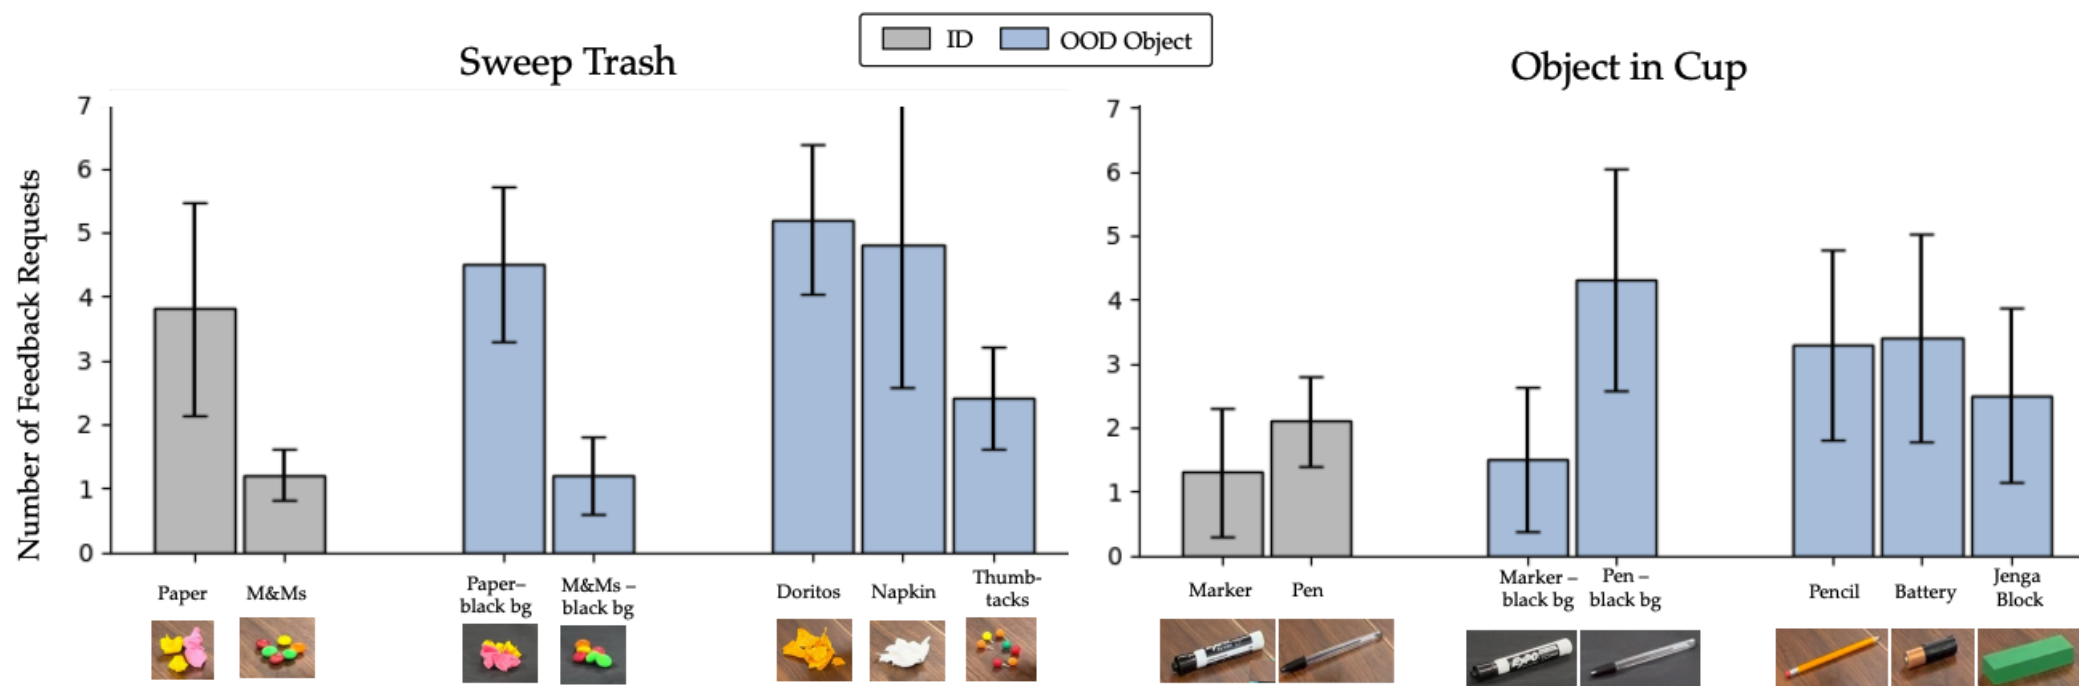 ID
OOD Object
Sweep Trash
Object in Cup
Number of Feedback Requests
7
6
5
4
3
2
1
0
Paper
M&Ms
Paper–
black bg
M&Ms –
black bg
Doritos
Napkin
Thumb-
tacks
7
6
5
4
3
2
1
0
Marker
Pen
Marker –
black bg
Pen –
black bg
Pencil
Battery
Jenga
Block
EXPO